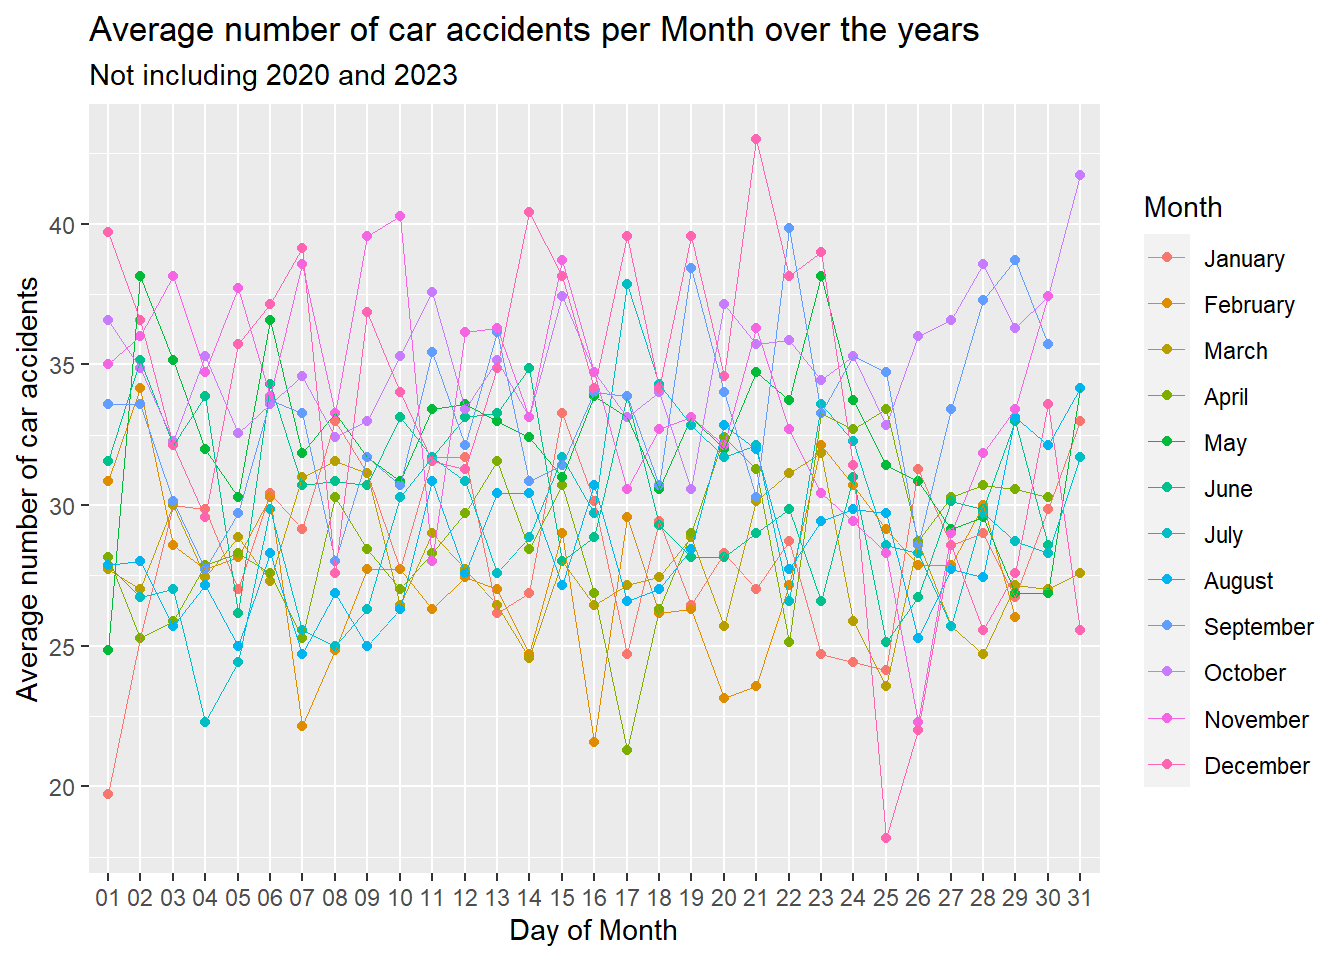 Average number of car accidents per Month over the years
Not including 2020 and 2023
Average number of car accidents
40
35
30
25
20
01 02 03 04 05 06 07 08 09 10 11 12 13 14 15 16 17 18 19 20 21 22 23 24 25 26 27 28 29 30 31
Day of Month
Month
January
February
March
April
May
June
July
August
September
October
November
December